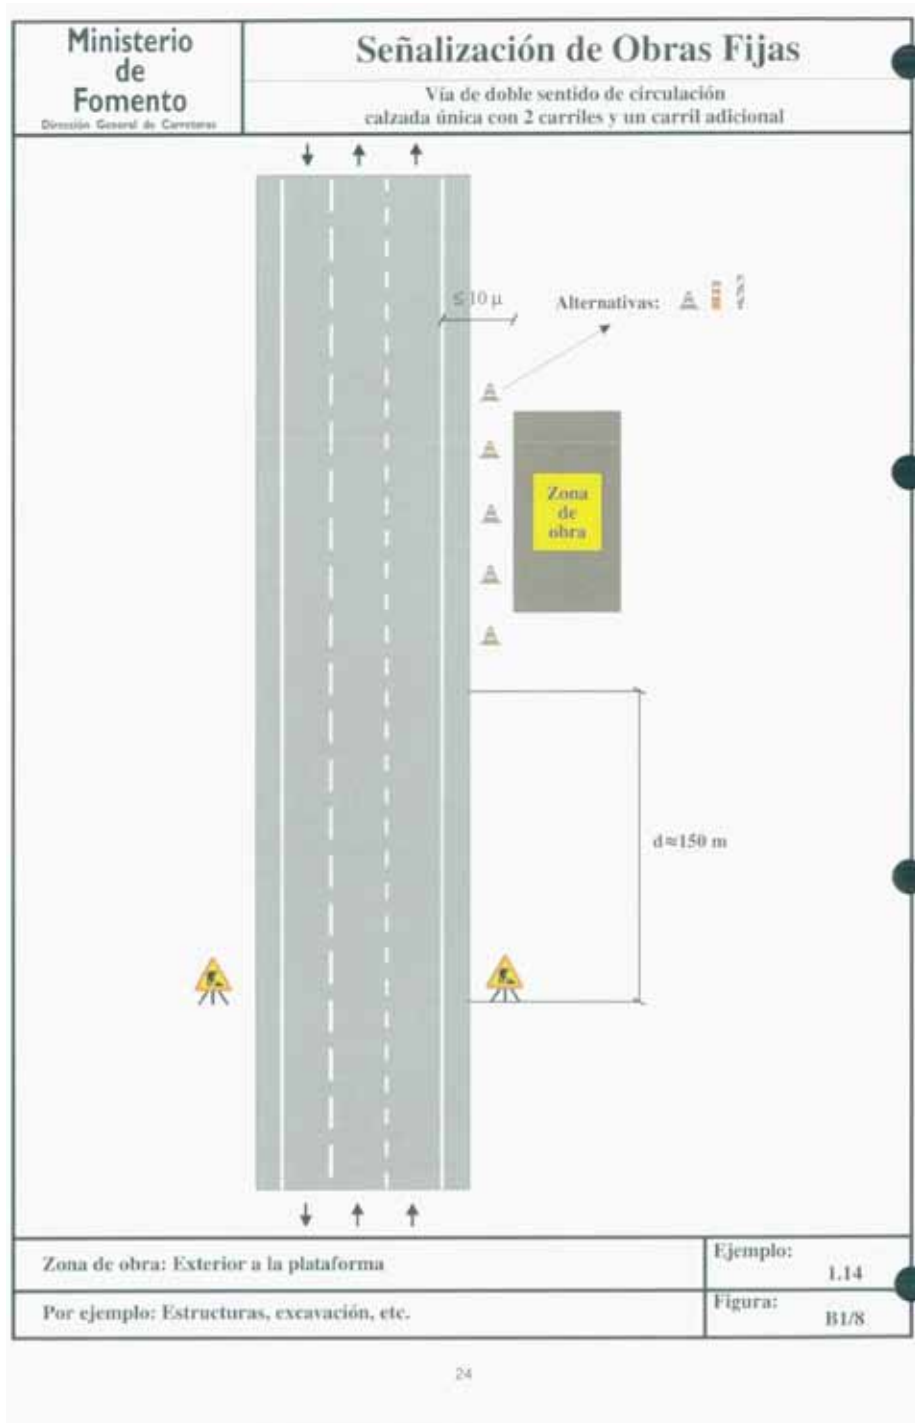 Ministerio
de
Fomento
Dirección General de Carreteras
Señalización de Obras Fijas
Vía de doble sentido de circulación
calzada única con 2 carriles y un carril adicional
≤ 10 μ
Alternativas:
Zona
de
obra
d≈150 m
Zona de obra: Exterior a la plataforma
Ejemplo:
1.14
Por ejemplo: Estructuras, excavación, etc.
Figura:
B1/8
24